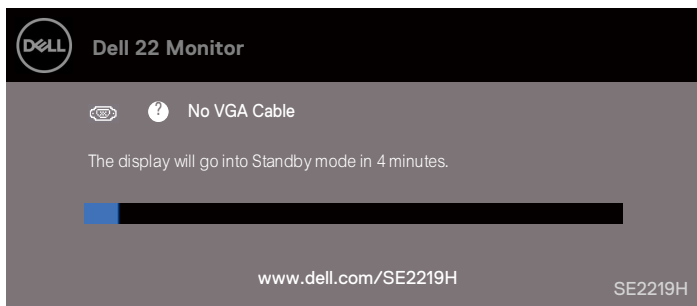 DELL
Dell 22 Monitor
? No VGA Cable
The display will go into Standby mode in 4 minutes.
www.dell.com/SE2219H
SE2219H